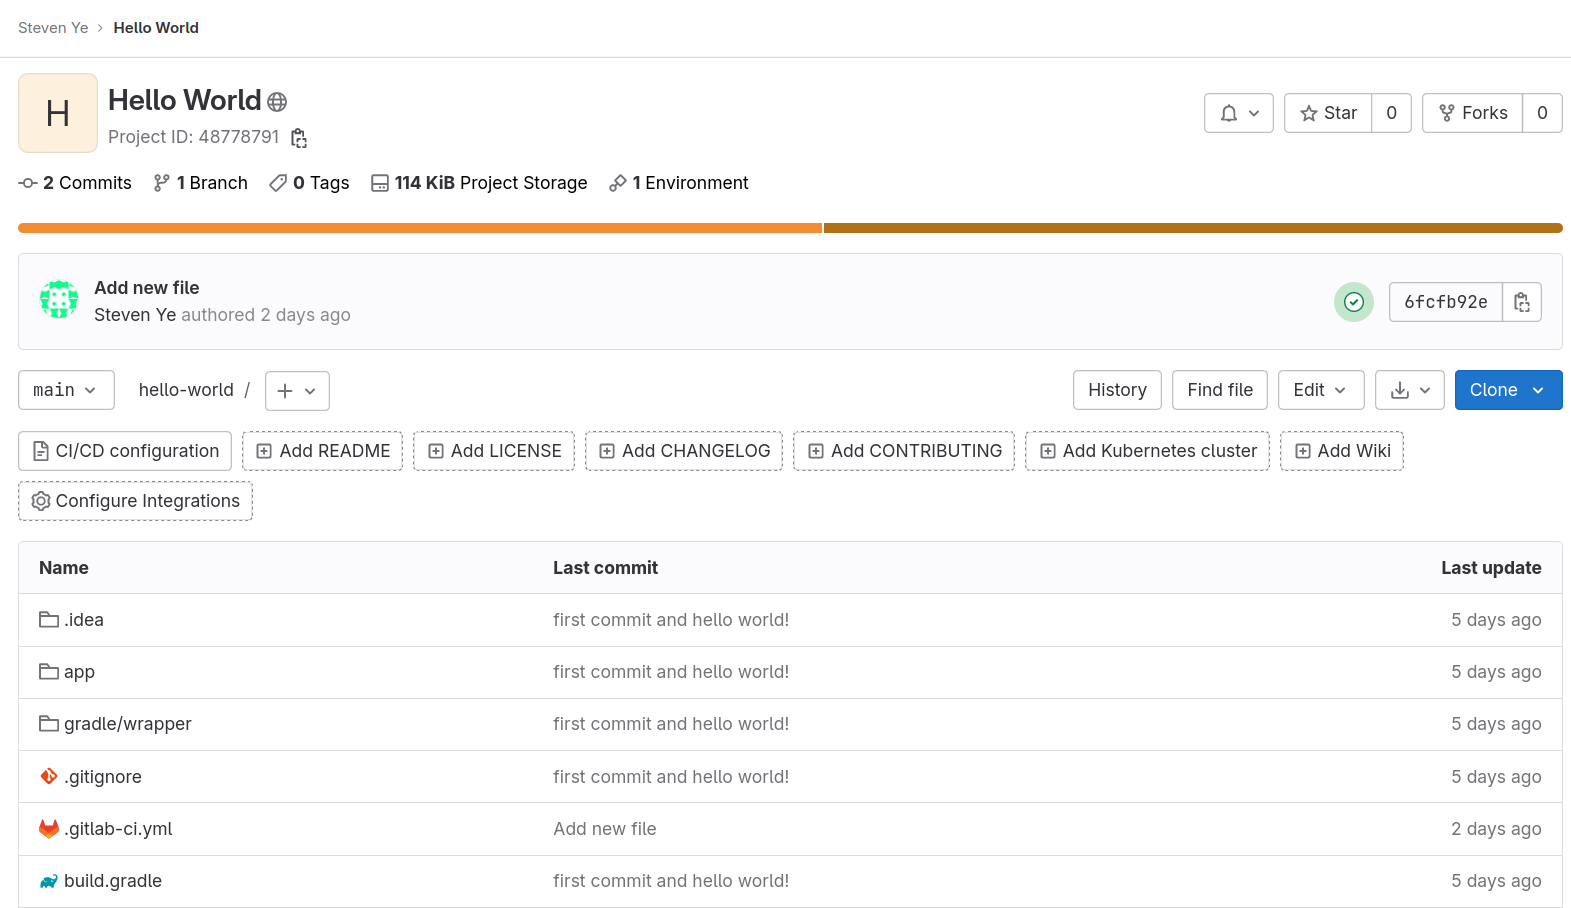 Steven Ye > Hello World
H
Hello World
Project ID: 48778791
Star 0 Forks 0
2 Commits 1 Branch 0 Tags 114 KiB Project Storage 1 Environment
Add new file
Steven Ye authored 2 days ago
6fcfb92e
main hello-world / +
History Find file Edit Clone
CI/CD configuration Add README Add LICENSE Add CHANGELOG Add CONTRIBUTING Add Kubernetes cluster Add Wiki
Configure Integrations
Name Last commit Last update
.idea first commit and hello world! 5 days ago
app first commit and hello world! 5 days ago
gradle/wrapper first commit and hello world! 5 days ago
.gitignore first commit and hello world! 5 days ago
.gitlab-ci.yml Add new file 2 days ago
build.gradle first commit and hello world! 5 days ago